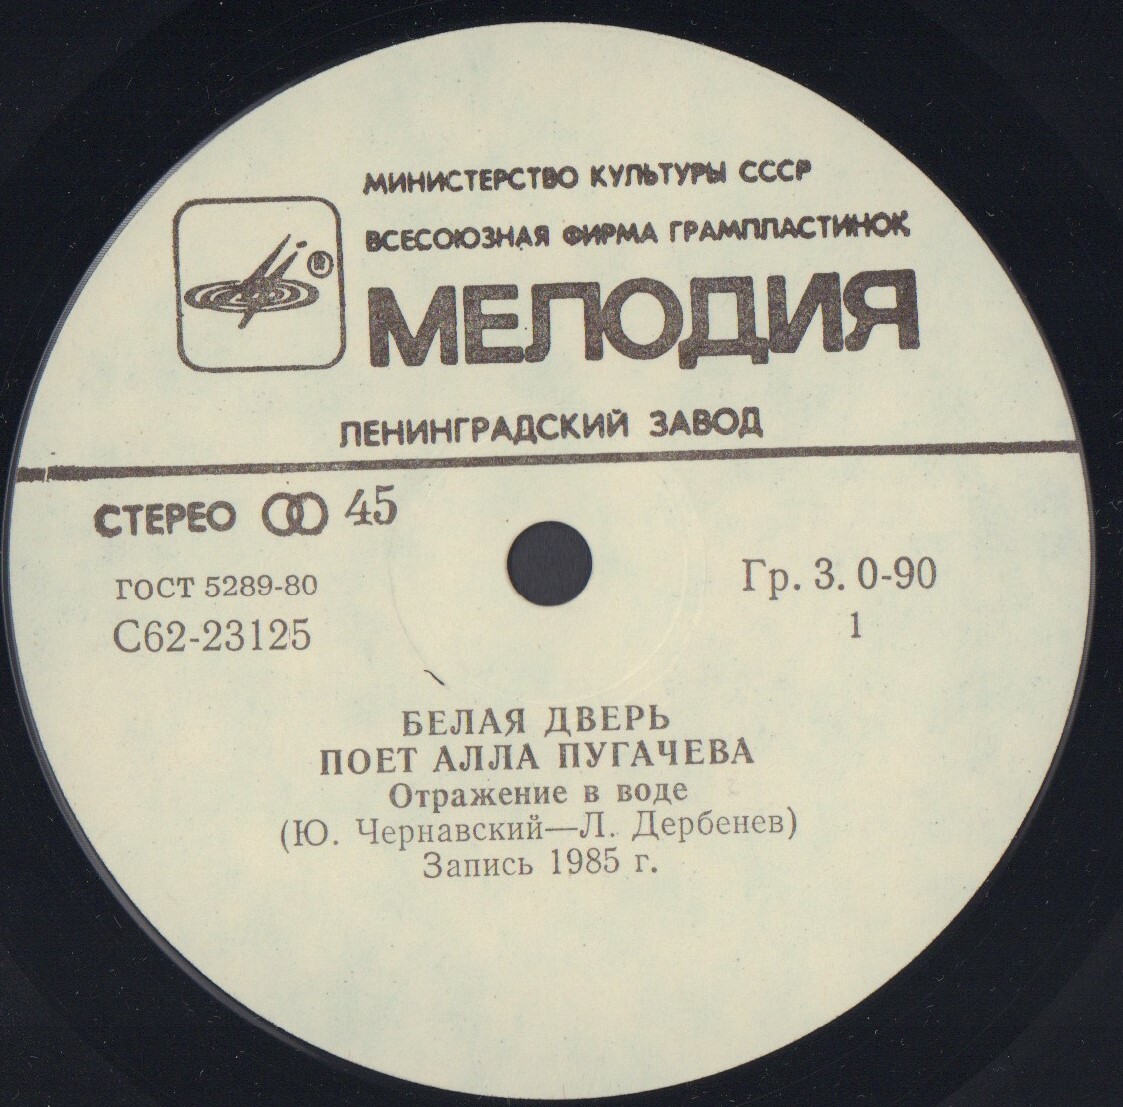 МИНИСТЕРСТВО КУЛЬТУРЫ СССР
ВСЕСОЮЗНАЯ ФИРМА ГРАМПЛАСТИНОК
®
МЕЛОДИЯ
ЛЕНИНГРАДСКИЙ ЗАВОД
СТЕРЕО 45
ГОСТ 5289-80
С62-23125
Гр. 3. 0-90
1
БЕЛАЯ ДВЕРЬ
ПОЕТ АЛЛА ПУГАЧЕВА
Отражение в воде
(Ю. Чернавский—Л. Дербенев)
Запись 1985 г.